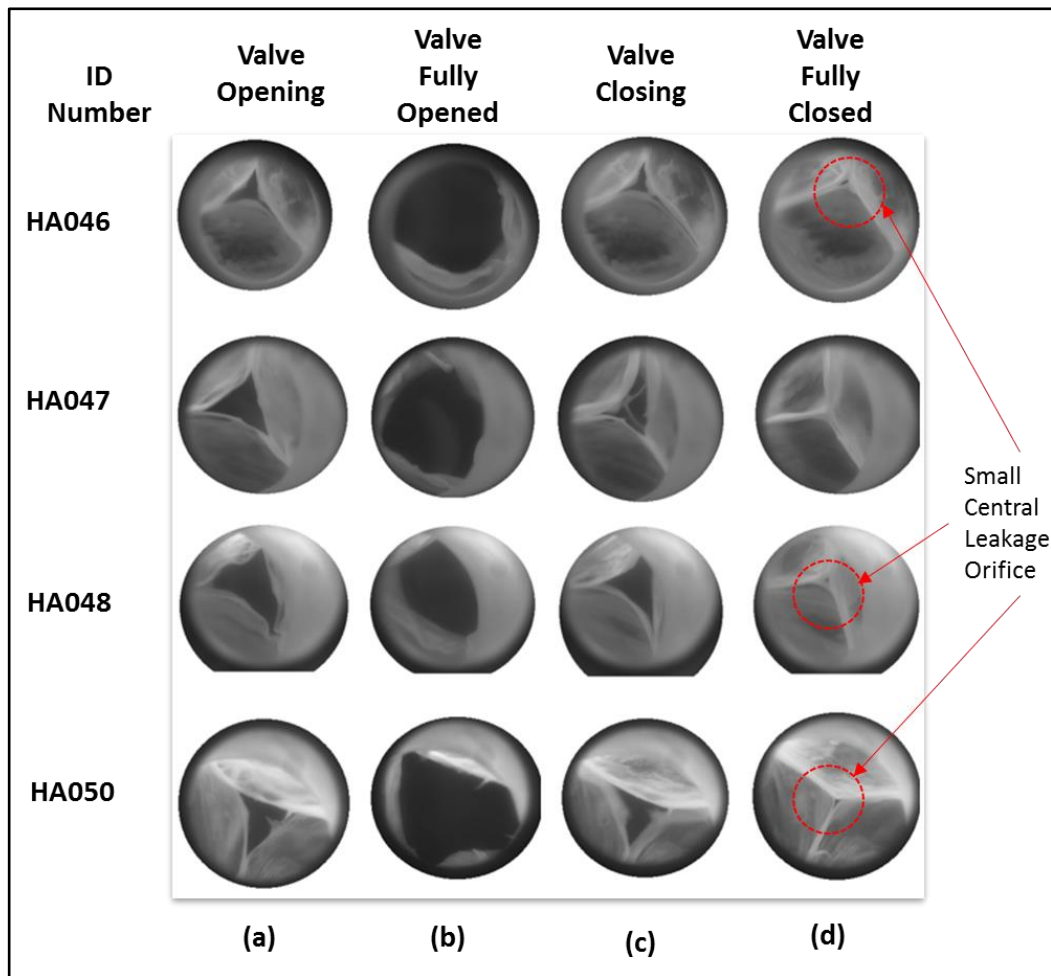 ID
Number
Valve
Opening
Valve
Fully
Opened
Valve
Closing
Valve
Fully
Closed
HA046
HA047
HA048
HA050
Small
Central
Leakage
Orifice
(a)
(b)
(c)
(d)